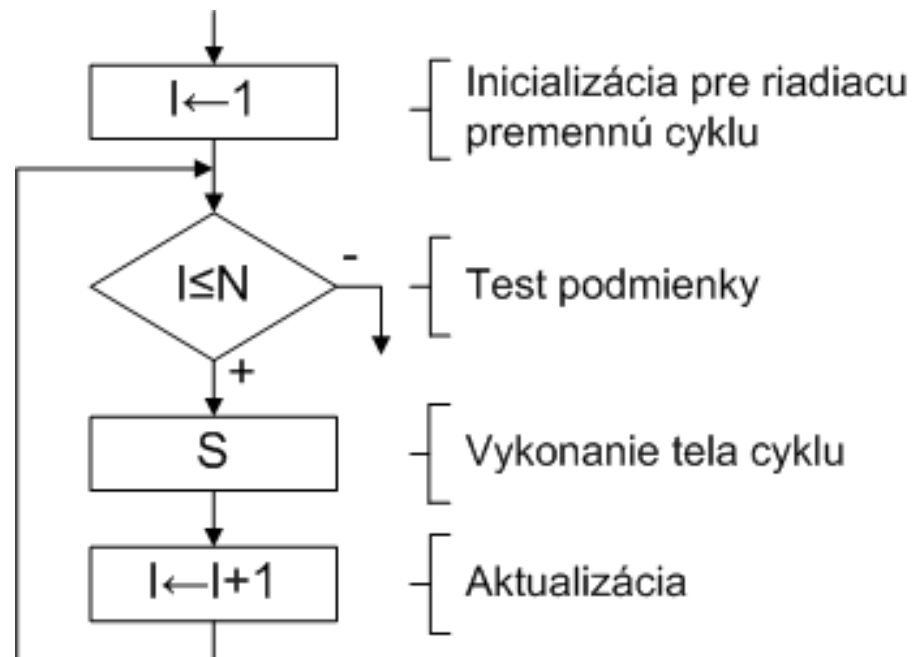 I←1
Inicializácia pre riadiacu
premennú cyklu
I≤N
-
Test podmienky
+
S
Vykonanie tela cyklu
I←I+1
Aktualizácia